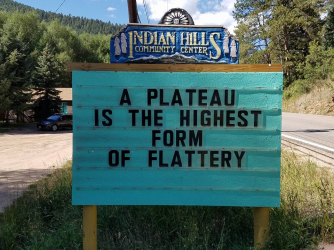 INDIAN HILLS
COMMUNITY CENTER
A PLATEAU
IS THE HIGHEST
FORM
OF FLATTERY